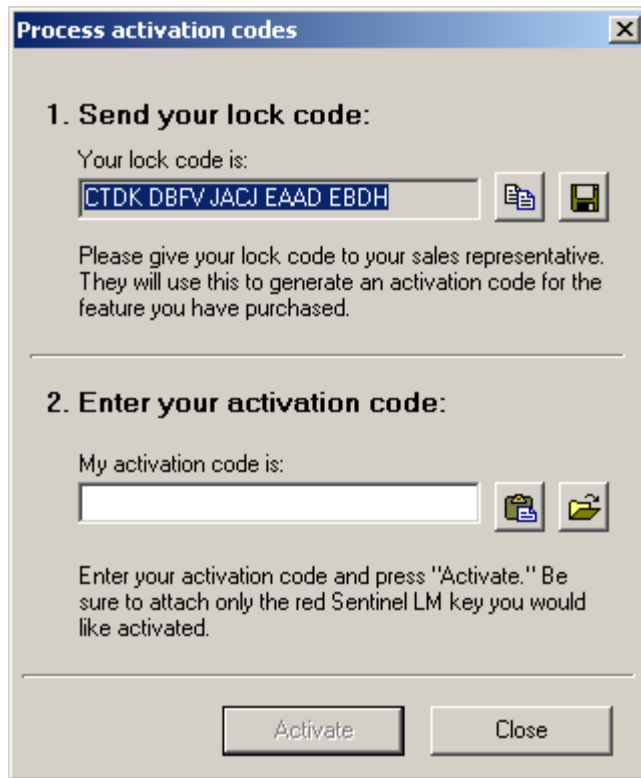 Process activation codes
1. Send your lock code:
Your lock code is:
CTDK DBFV JACJ EAAD EBDH
Please give your lock code to your sales representative.
They will use this to generate an activation code for the
feature you have purchased.
2. Enter your activation code:
My activation code is:
Enter your activation code and press "Activate." Be
sure to attach only the red Sentinel LM key you would
like activated.
Activate
Close